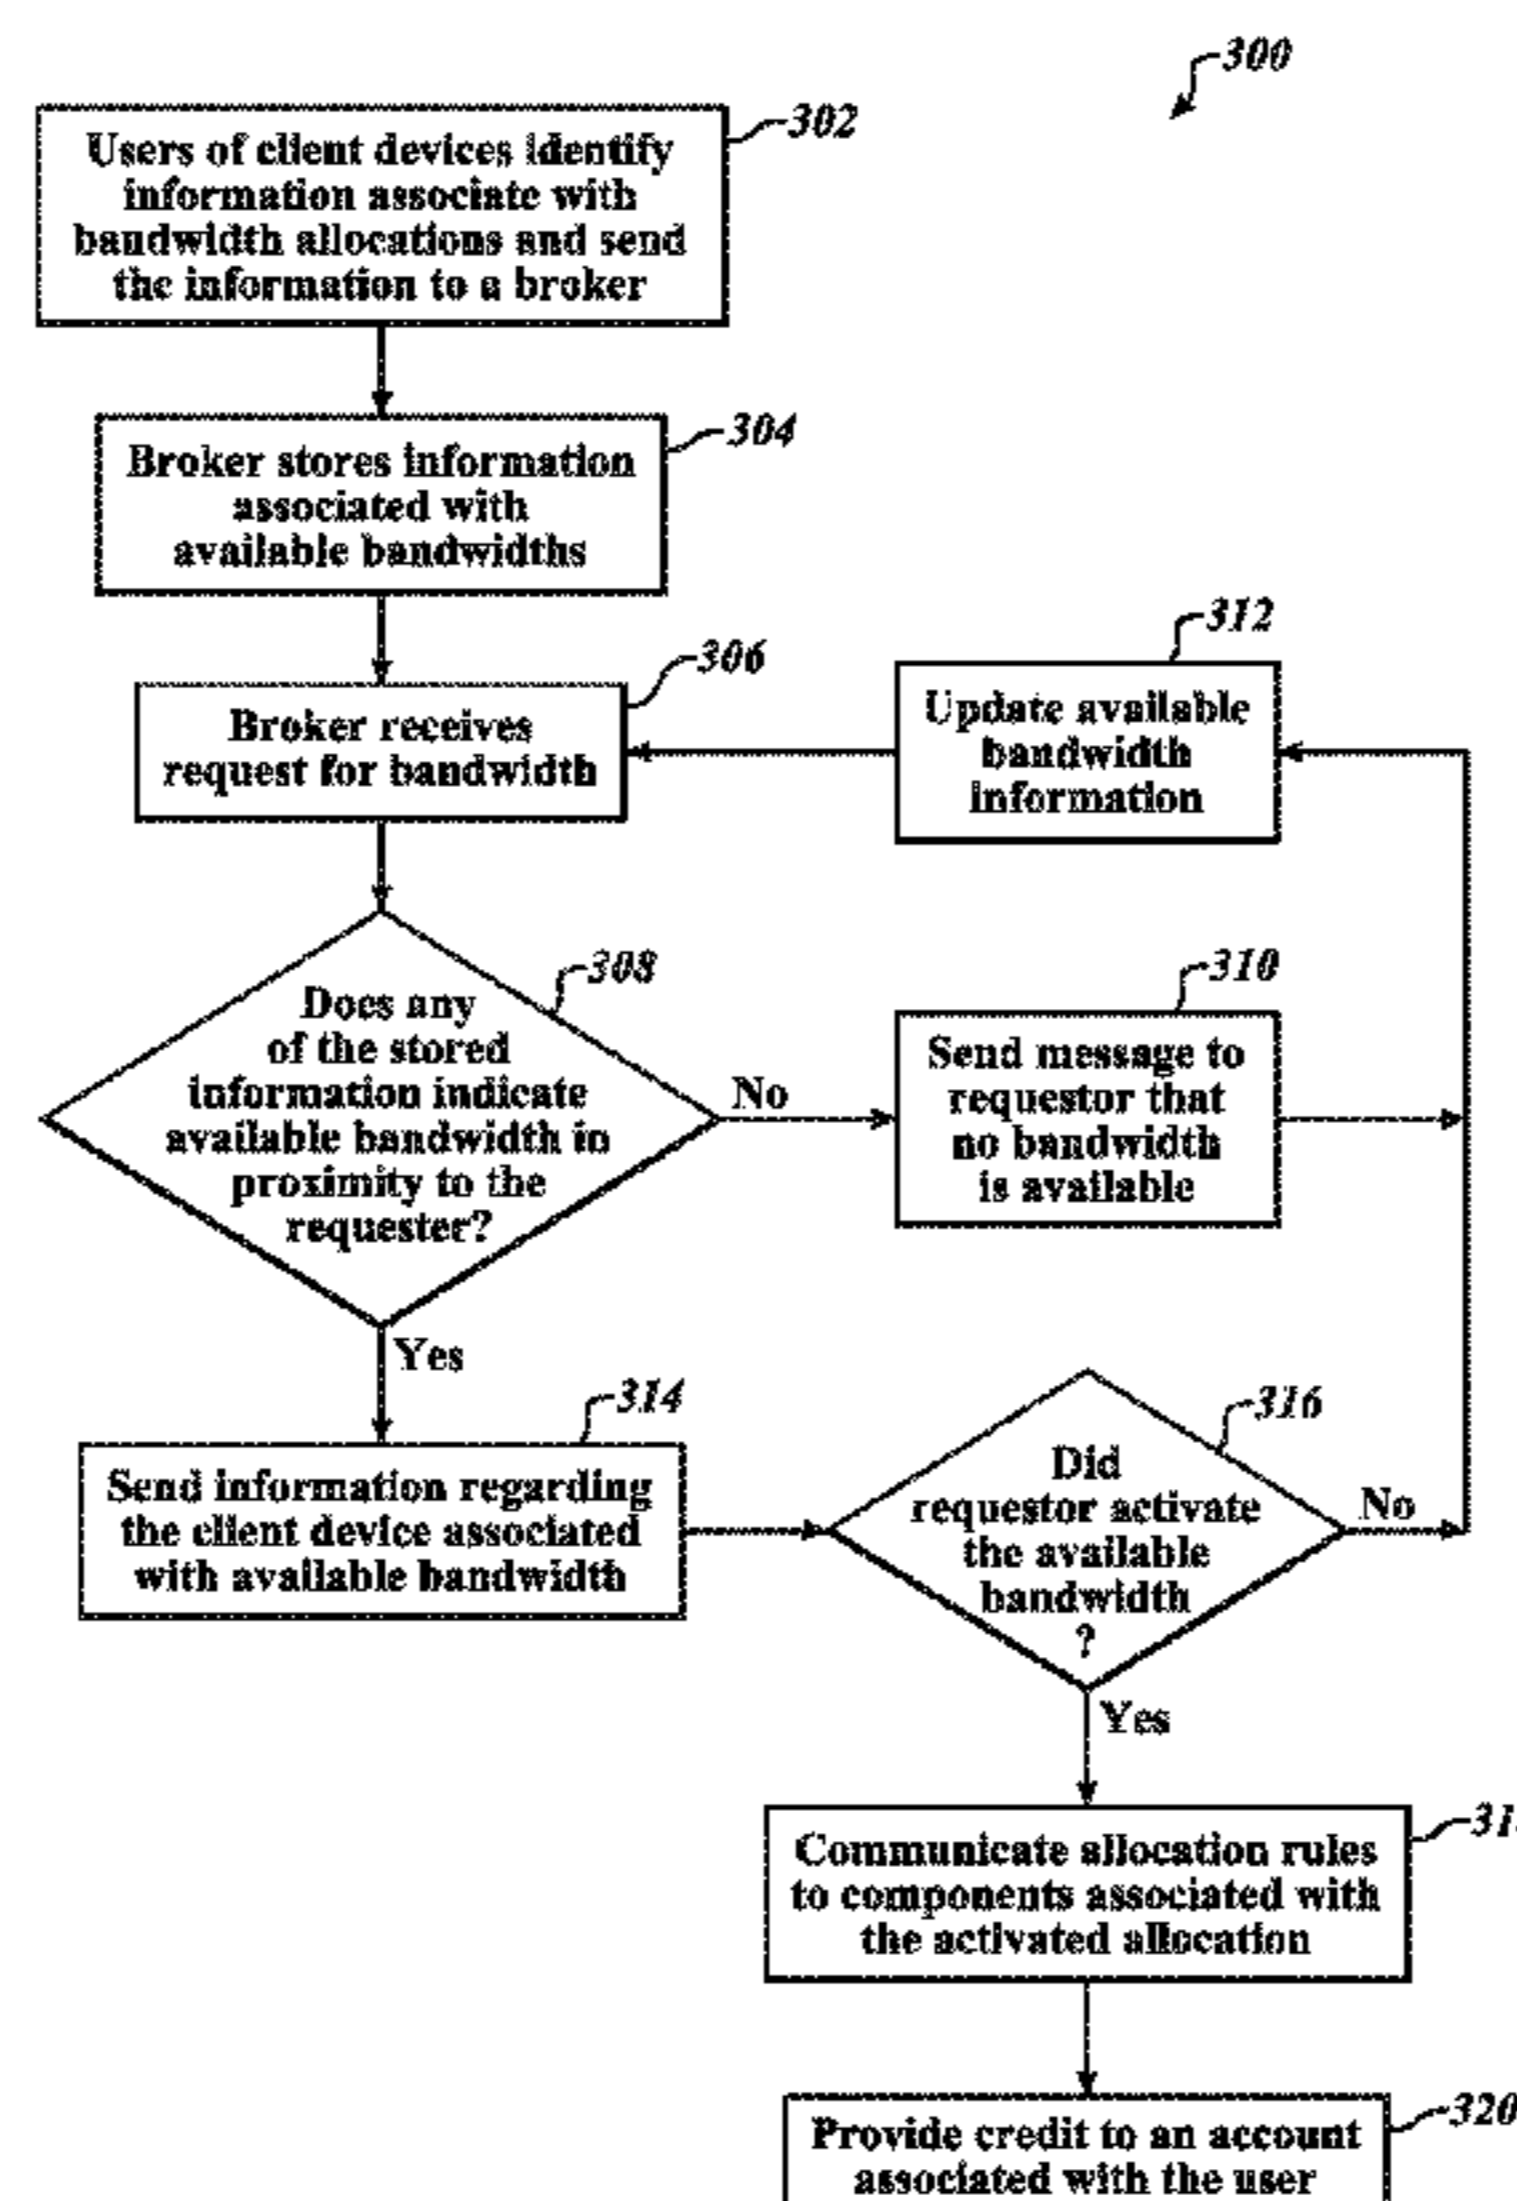 300
302
Users of client devices identify
information associate with
bandwidth allocations and send
the information to a broker
304
Broker stores information
associated with
available bandwidths
306
Broker receives
request for bandwidth
312
Update available
bandwidth
information
308
Does any
of the stored
information indicate
available bandwidth in
proximity to the
requester?
No
310
Send message to
requestor that
no bandwidth
is available
Yes
314
Send information regarding
the client device associated
with available bandwidth
316
Did
requestor activate
the available
bandwidth
?
No
Yes
Communicate allocation rules
to components associated with
the activated allocation
320
Provide credit to an account
associated with the user